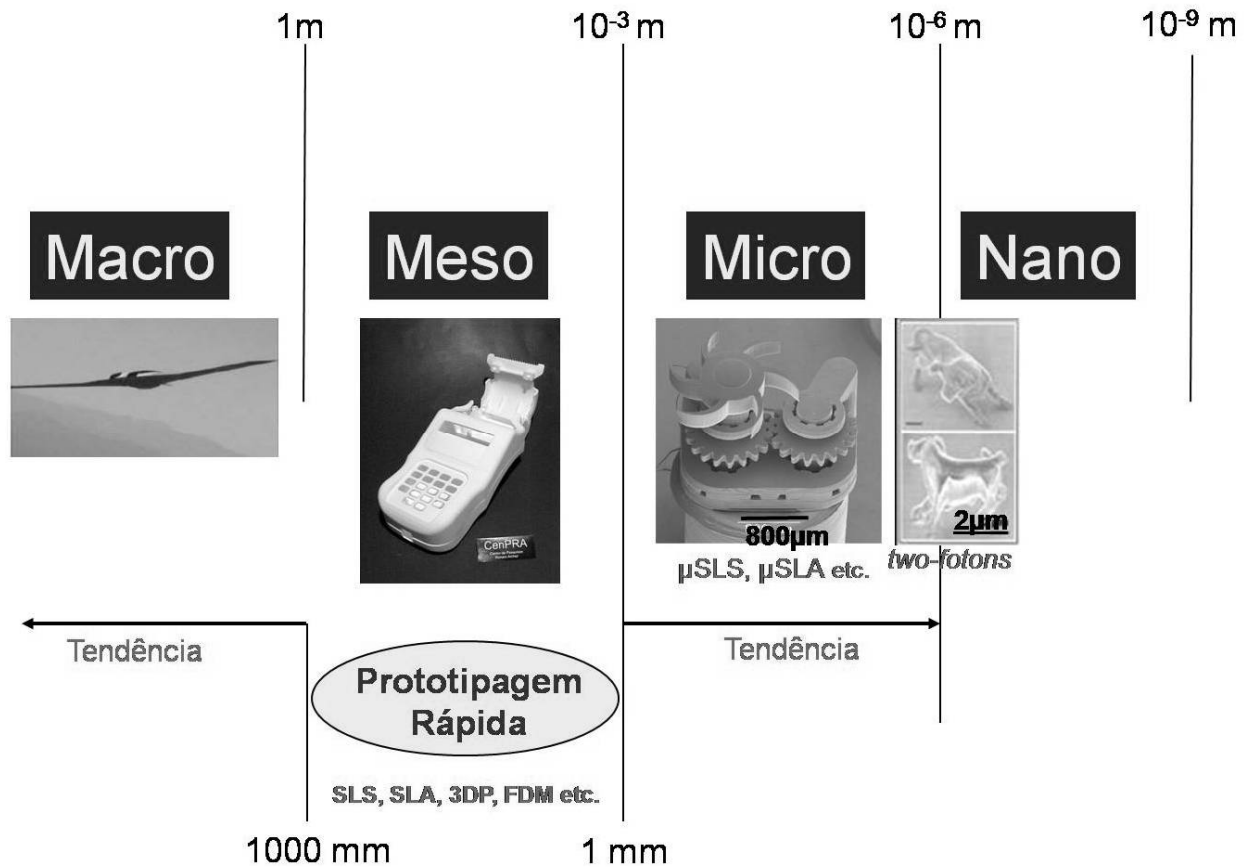 1m
10⁻³ m
10⁻⁶ m
10⁻⁹ m
Macro
Meso
Micro
Nano
CenPRA
800µm
2µm
µSLS, µSLA etc.
two-fotons
Tendência
Tendência
Prototipagem
Rápida
SLS, SLA, 3DP, FDM etc.
1000 mm
1 mm